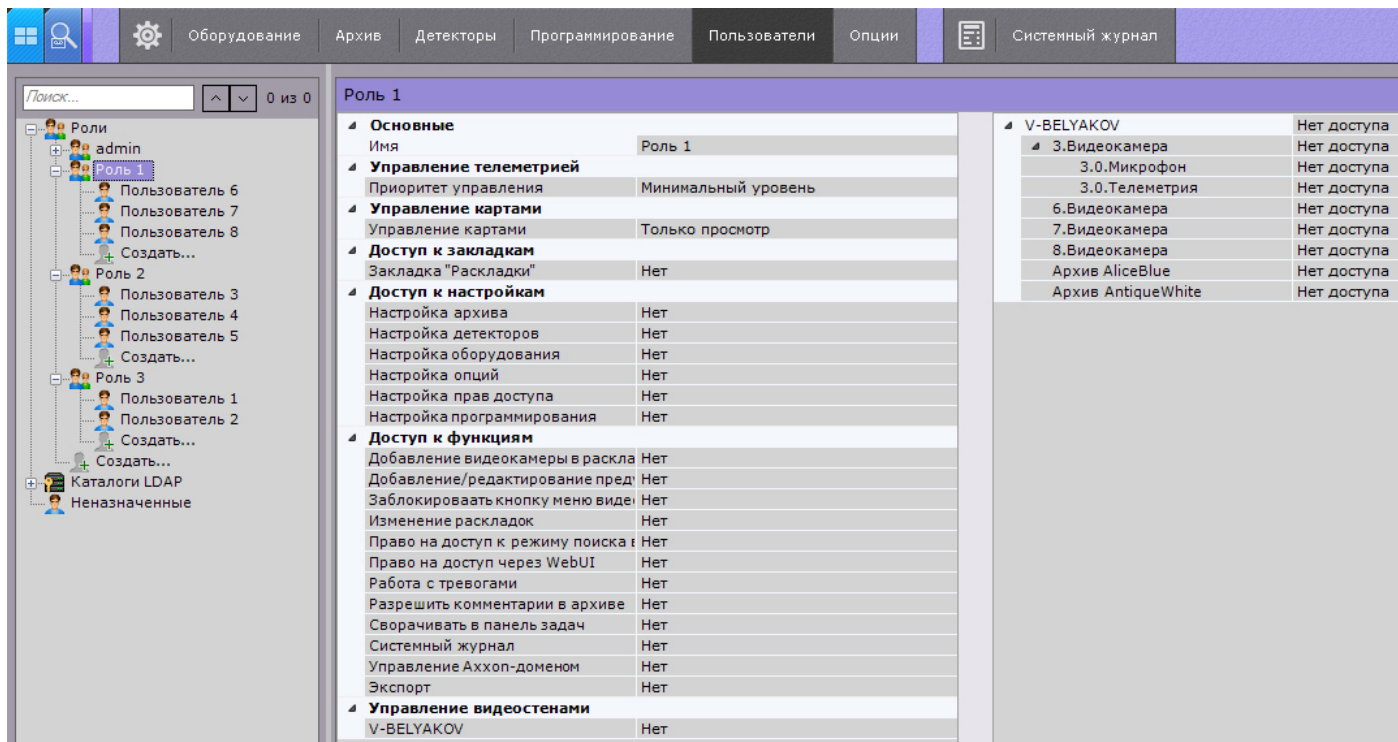 Оборудование Архив Детекторы Программирование Пользователи Опции Системный журнал
Поиск... 0 из 0
Роли
admin
Роль 1
Пользователь 6
Пользователь 7
Пользователь 8
Создать...
Роль 2
Пользователь 3
Пользователь 4
Пользователь 5
Создать...
Роль 3
Пользователь 1
Пользователь 2
Создать...
Создать...
Каталоги LDAP
Неназначенные
Роль 1
Основные
Имя Роль 1
Управление телеметрией
Приоритет управления Минимальный уровень
Управление картами
Управление картами Только просмотр
Доступ к закладкам
Закладка "Раскладки" Нет
Доступ к настройкам
Настройка архива Нет
Настройка детекторов Нет
Настройка оборудования Нет
Настройка опций Нет
Настройка прав доступа Нет
Настройка программирования Нет
Доступ к функциям
Добавление видеокамеры в раскла Нет
Добавление/редактирование пред Нет
Заблокироваать кнопку меню виде Нет
Изменение раскладок Нет
Право на доступ к режиму поиска в Нет
Право на доступ через WebUI Нет
Работа с тревогами Нет
Разрешить комментарии в архиве Нет
Сворачивать в панель задач Нет
Системный журнал Нет
Управление Axxon-доменом Нет
Экспорт Нет
Управление видеостенами
V-BELYAKOV Нет
V-BELYAKOV Нет доступа
3.Видеокамера Нет доступа
3.0.Микрофон Нет доступа
3.0.Телеметрия Нет доступа
6.Видеокамера Нет доступа
7.Видеокамера Нет доступа
8.Видеокамера Нет доступа
Архив AliceBlue Нет доступа
Архив AntiqueWhite Нет доступа